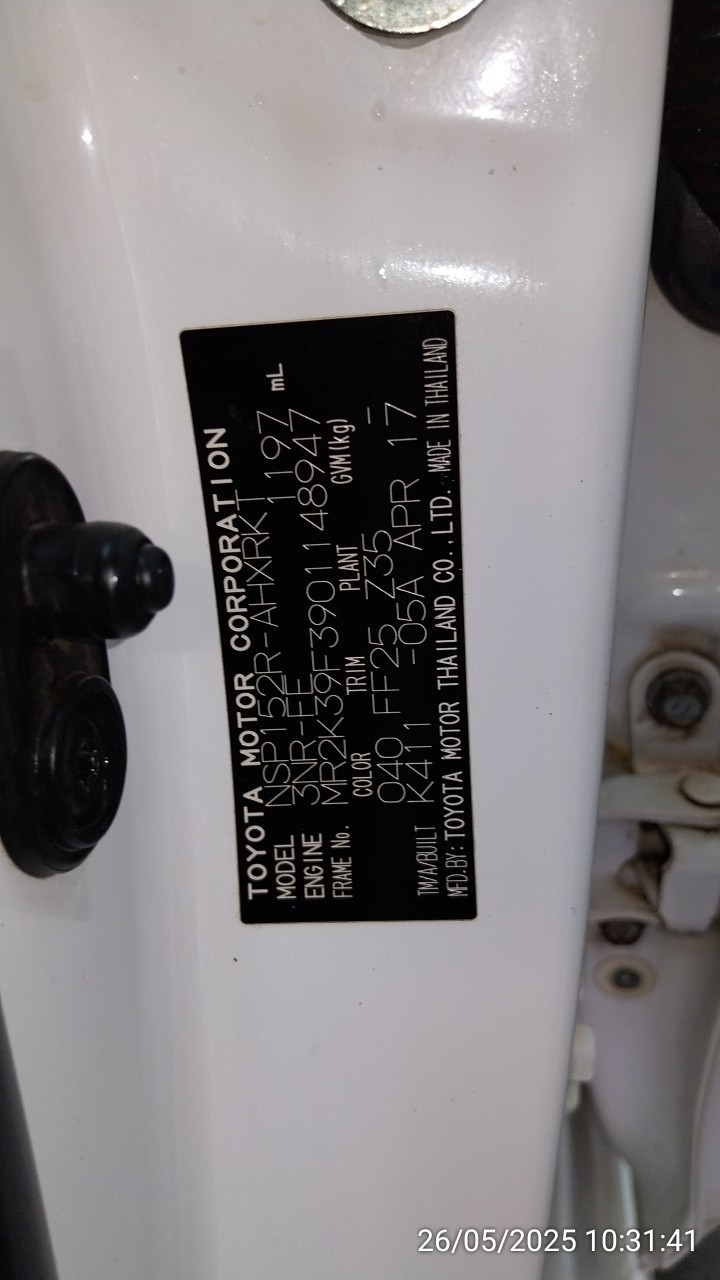 TOYOTA MOTOR CORPORATION
MODEL NSP152R-AHXRKT
ENGINE 3NR-FE 1197 mL
FRAME No. MR2K39F3901148947
COLOR TRIM PLANT GVM(kg)
040 FF25 Z35 -
TM/A/BUILT K411 -05A APR 17
MFD.BY:TOYOTA MOTOR THAILAND CO.,LTD. MADE IN THAILAND
26/05/2025 10:31:41